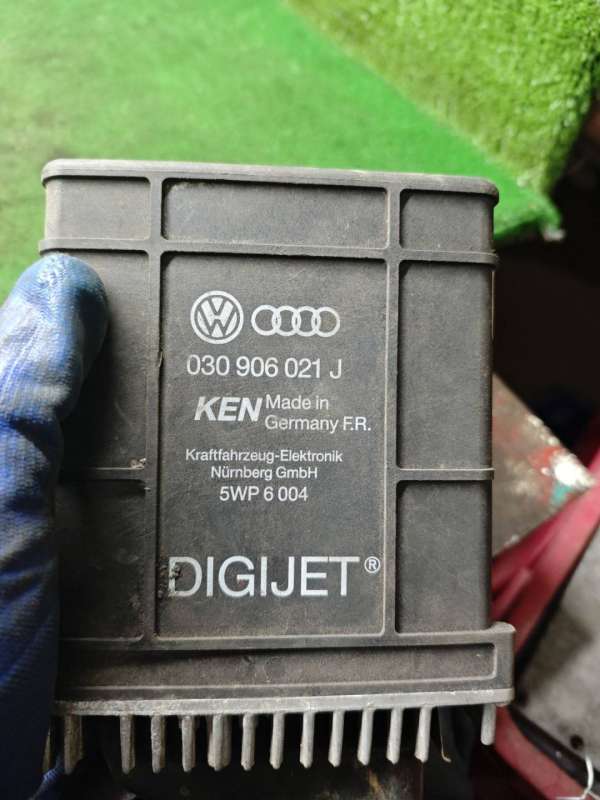 030 906 021 J
KEN Made in
Germany F.R.
Kraftfahrzeug-Elektronik
Nürnberg GmbH
5WP 6 004
DIGIJET®